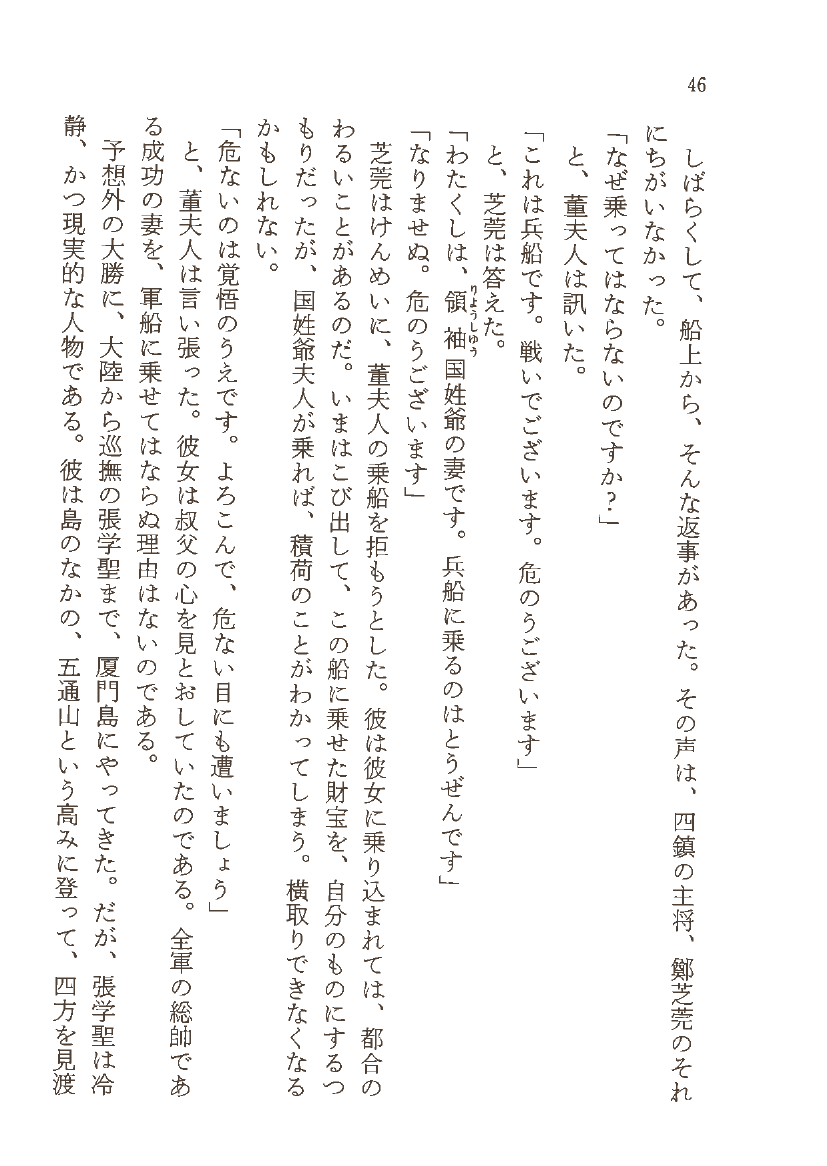 46
しばらくして、船上から、そんな返事があった。その声は、四鎮の主将、鄭芝莞のそれ
にちがいなかった。
「なぜ乗ってはならないのですか？」
と、董夫人は訊いた。
「これは兵船です。戦いでございます。危のうございます」
と、芝莞は答えた。
「わたくしは、領袖国姓爺の妻です。兵船に乗るのはとうぜんです」
りようしゆう
「なりませぬ。危のうございます」
芝莞はけんめいに、董夫人の乗船を拒もうとした。彼は彼女に乗り込まれては、都合の
わるいことがあるのだ。いまはこび出して、この船に乗せた財宝を、自分のものにするつ
もりだったが、国姓爺夫人が乗れば、積荷のことがわかってしまう。横取りできなくなる
かもしれない。
「危ないのは覚悟のうえです。よろこんで、危ない目にも遭いましょう」
と、董夫人は言い張った。彼女は叔父の心を見とおしていたのである。全軍の総帥であ
る成功の妻を、軍船に乗せてはならぬ理由はないのである。
予想外の大勝に、大陸から巡撫の張学聖まで、厦門島にやってきた。だが、張学聖は冷
静、かつ現実的な人物である。彼は島のなかの、五通山という高みに登って、四方を見渡